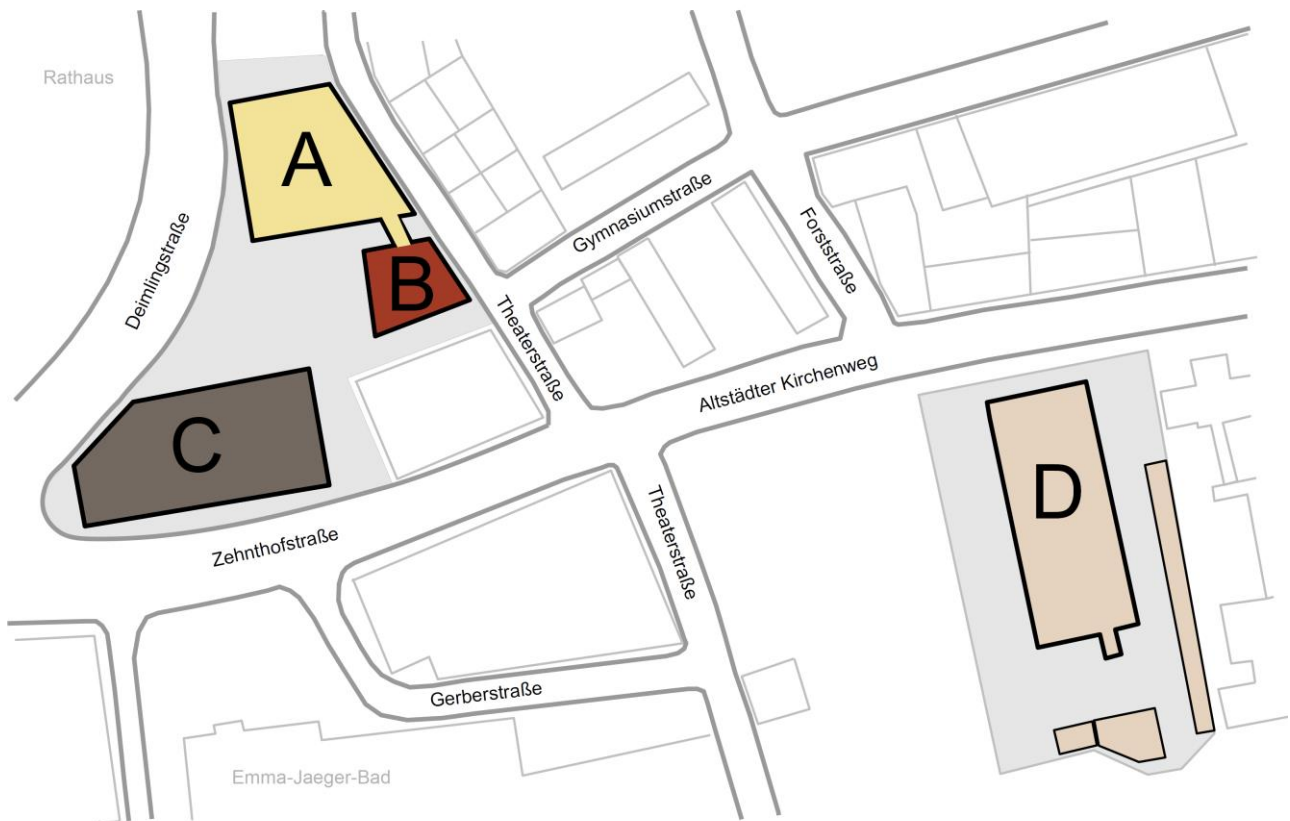 Rathaus
A
Deimlingstraße
B
Gymnasiumstraße
Forststraße
Theaterstraße
Altstädter Kirchenweg
C
D
Zehnthofstraße
Theaterstraße
Gerberstraße
Emma-Jaeger-Bad